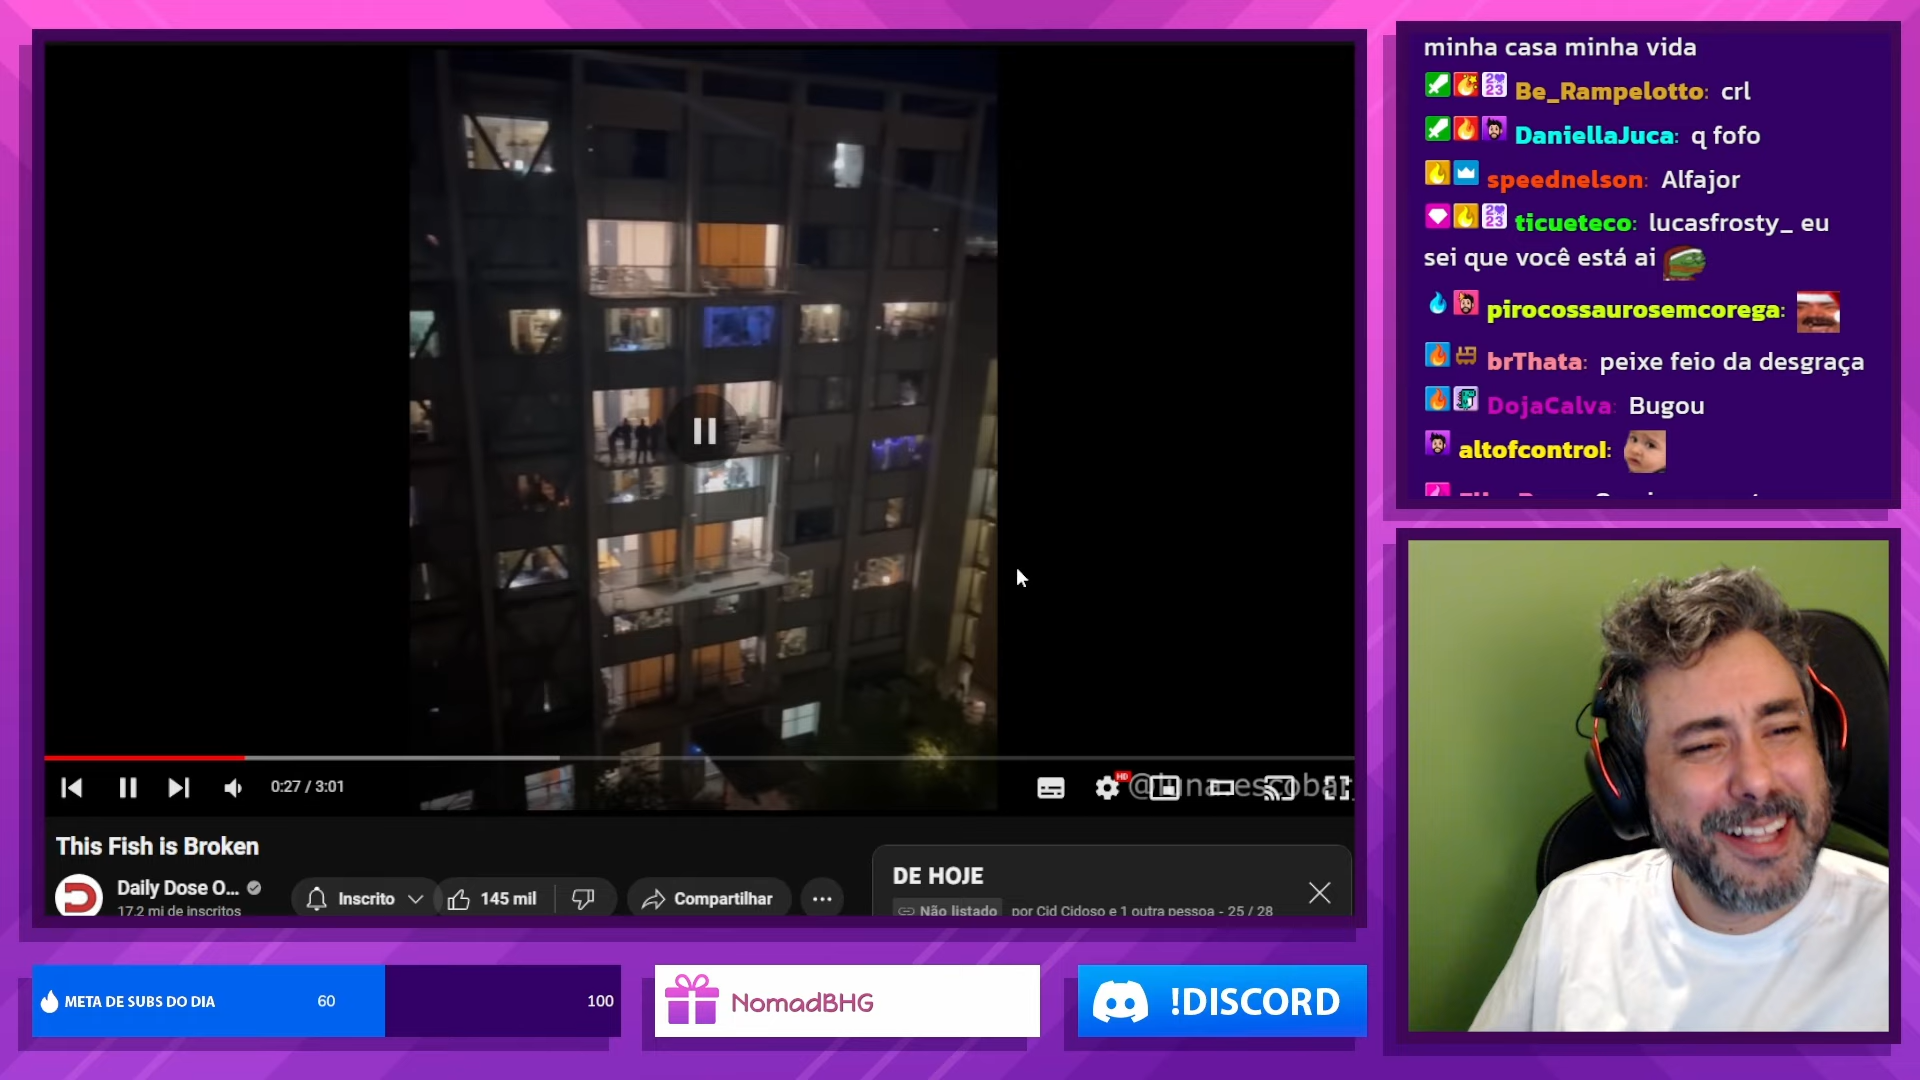 minha casa minha vida
Be_Rampelotto: crl
DaniellaJuca: q fofo
speednelson: Alfajor
ticueteco: lucasfrosty_ eu
sei que você está ai
pirocossaurosemcorega:
brThata: peixe feio da desgraça
DojaCalva: Bugou
altofcontrol:
0:27 / 3:01
HD
This Fish is Broken
Daily Dose O...
17.2 mi de inscritos
Inscrito
145 mil
Compartilhar
DE HOJE
Não listado por Cid Cidoso e 1 outra pessoa - 25 / 28
META DE SUBS DO DIA 60 100
NomadBHG
!DISCORD